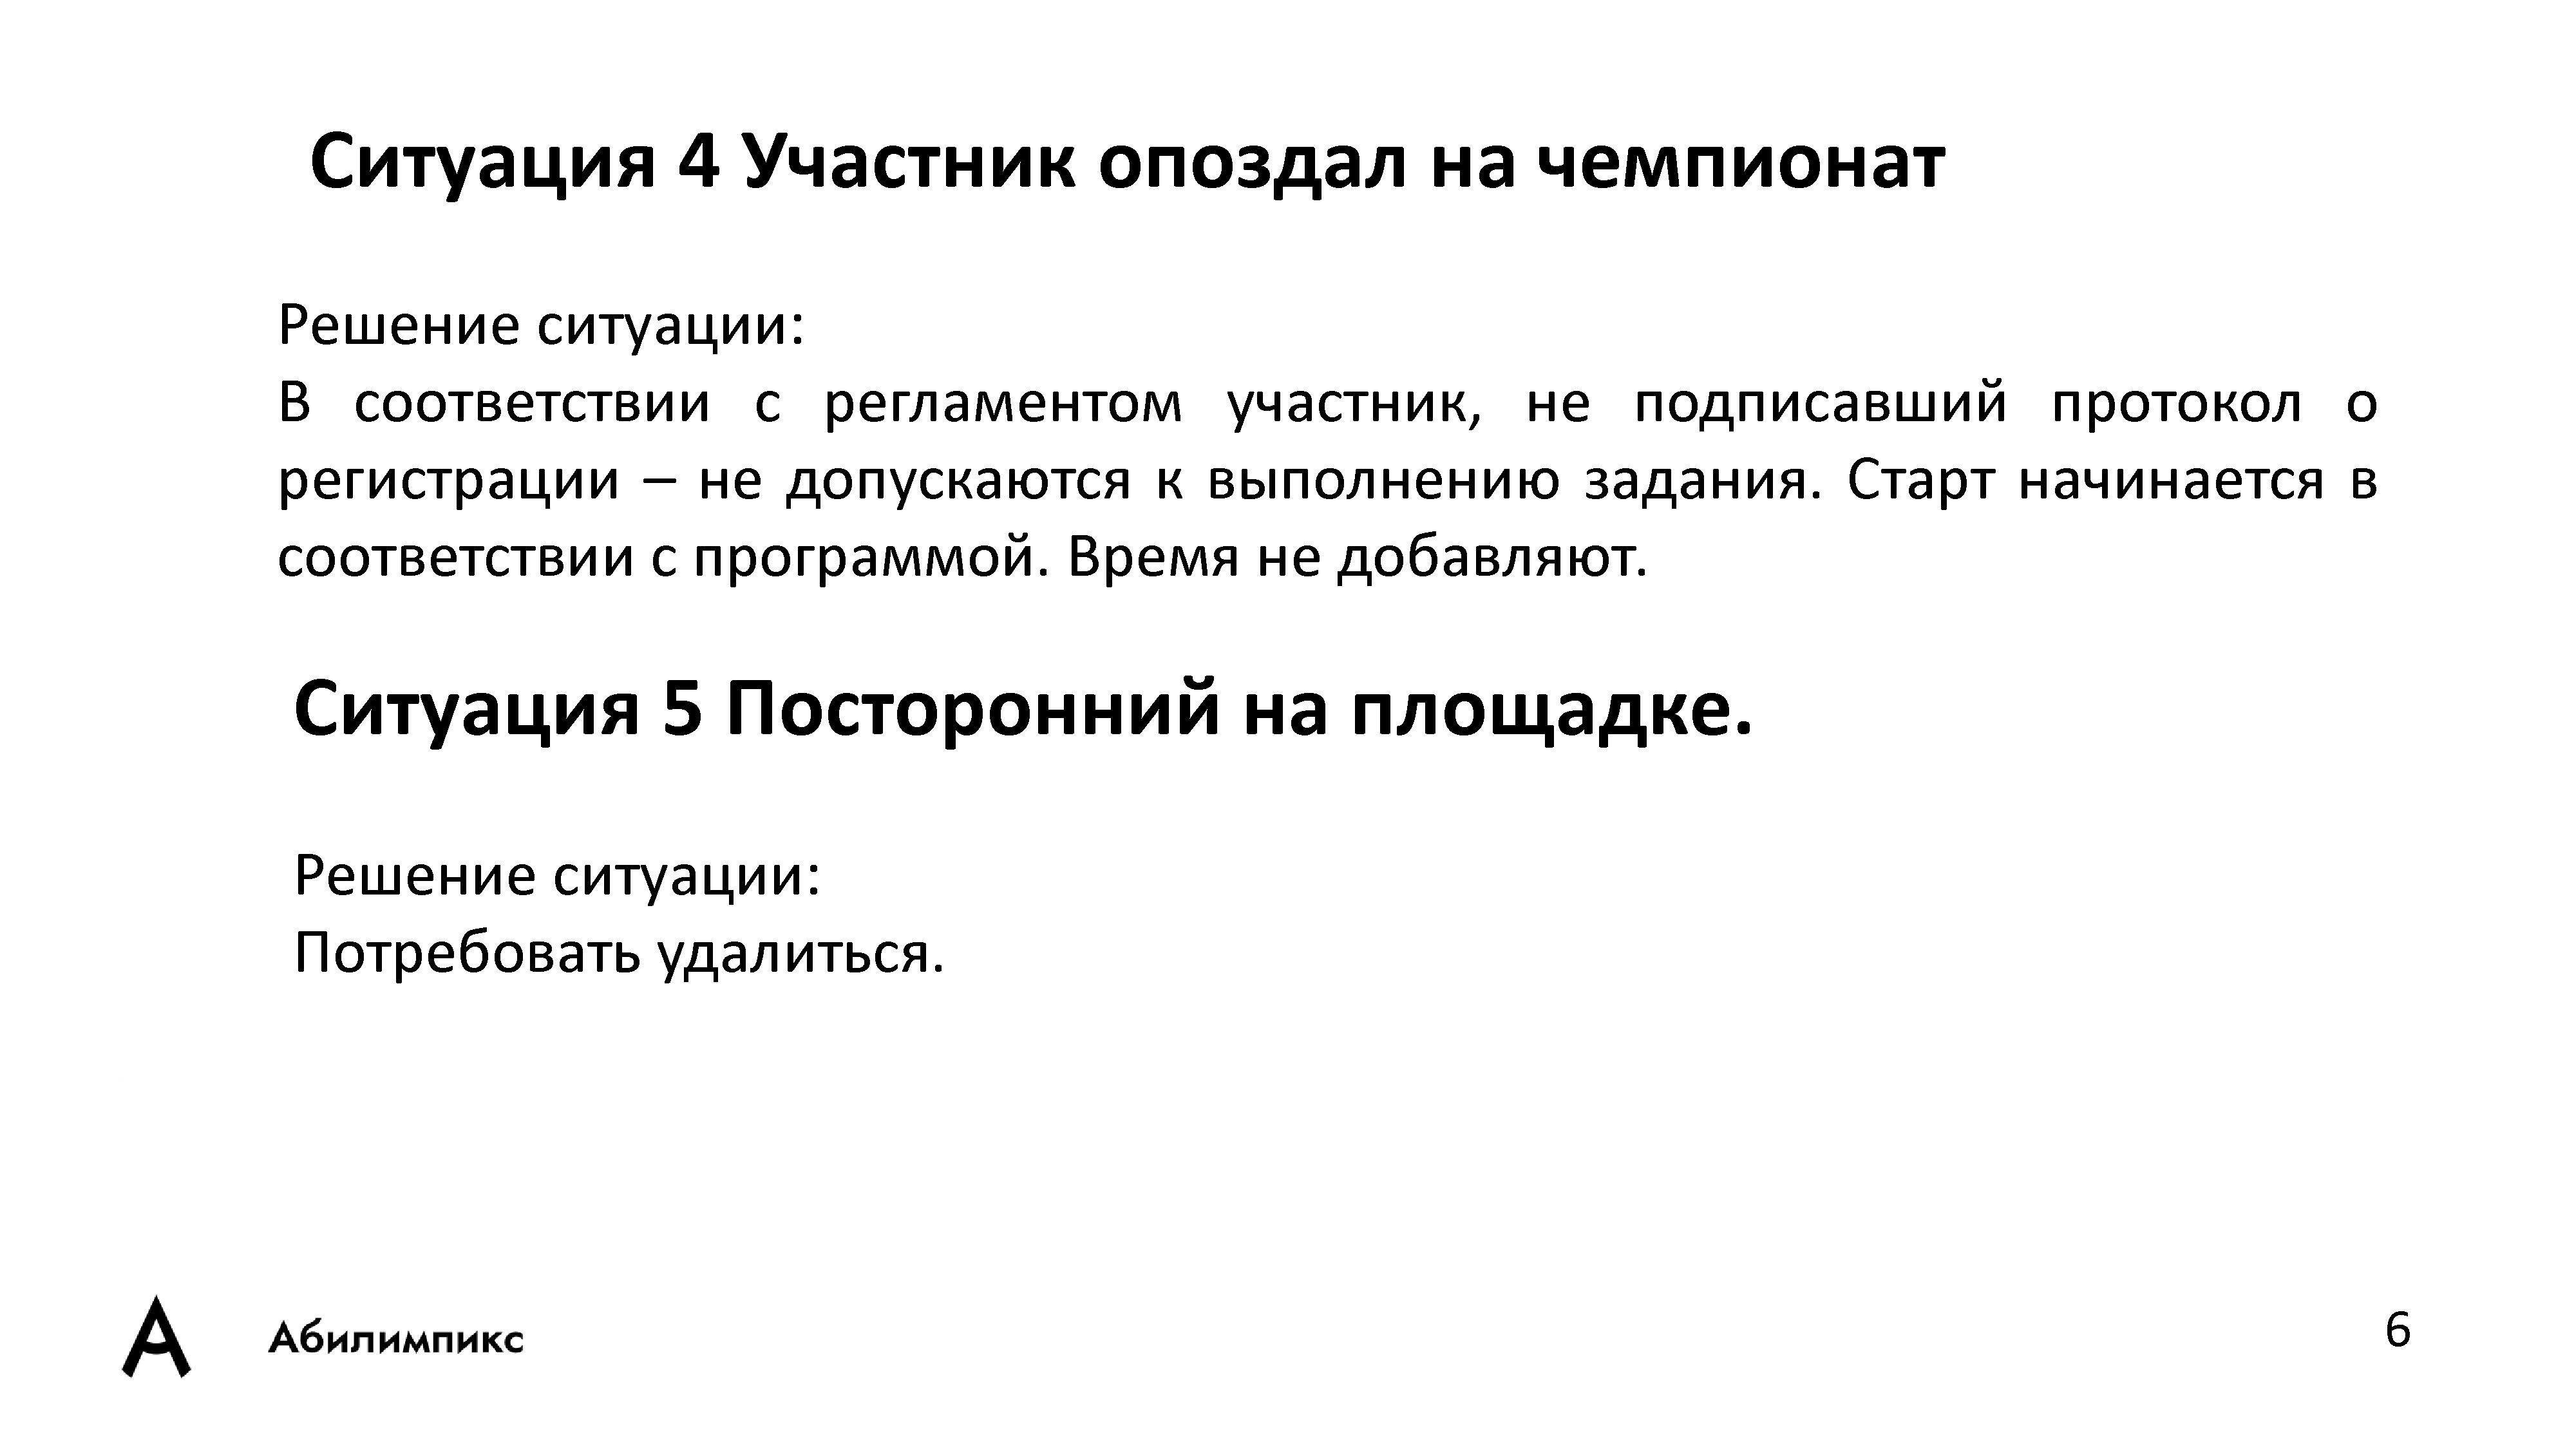 Ситуация 4 Участник опоздал на чемпионат
Решение ситуации:
В соответствии с регламентом участник, не подписавший протокол о
регистрации – не допускаются к выполнению задания. Старт начинается в
соответствии с программой. Время не добавляют.
Ситуация 5 Посторонний на площадке.
Решение ситуации:
Потребовать удалиться.
Абилимпикс
6